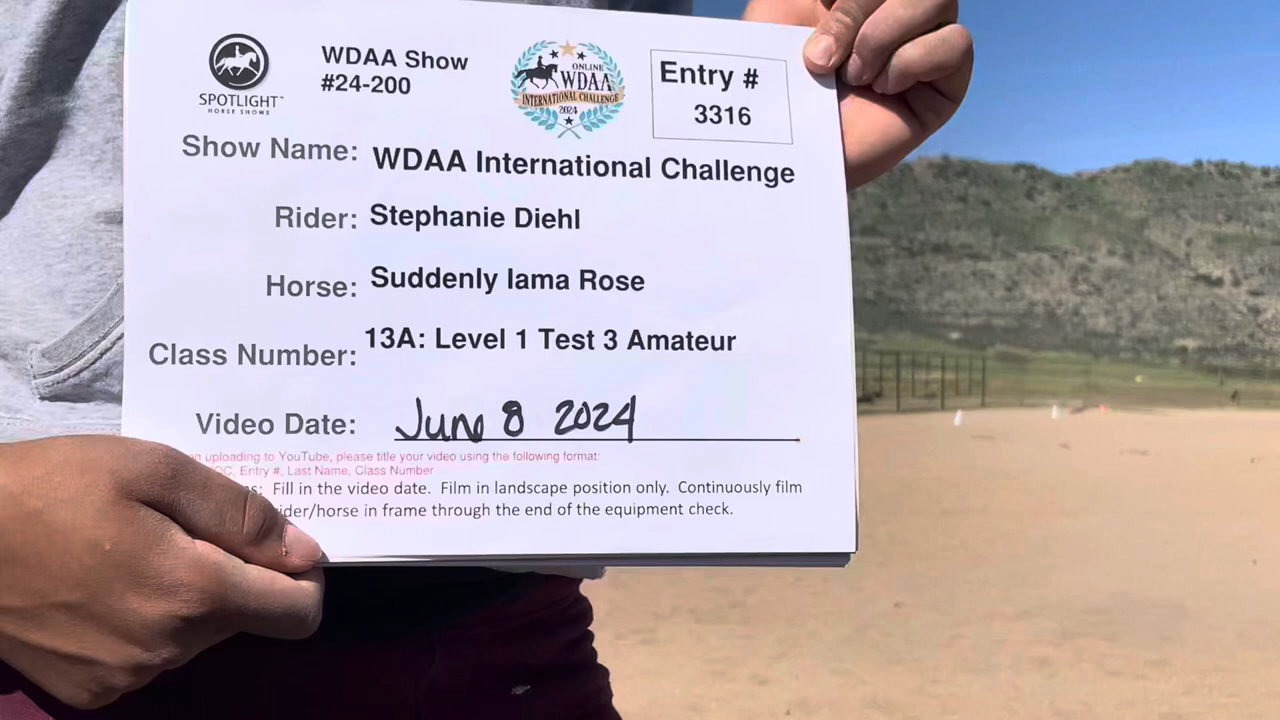 SPOTLIGHT™
HORSE SHOWS
WDAA Show
#24-200
ONLINE
WDAA
INTERNATIONAL CHALLENGE
2024
Entry #
3316
Show Name: WDAA International Challenge
Rider: Stephanie Diehl
Horse: Suddenly Iama Rose
Class Number: 13A: Level 1 Test 3 Amateur
Video Date: June 8 2024
uploading to YouTube, please title your video using the following format:
Entry #, Last Name, Class Number
Fill in the video date. Film in landscape position only. Continuously film
rider/horse in frame through the end of the equipment check.